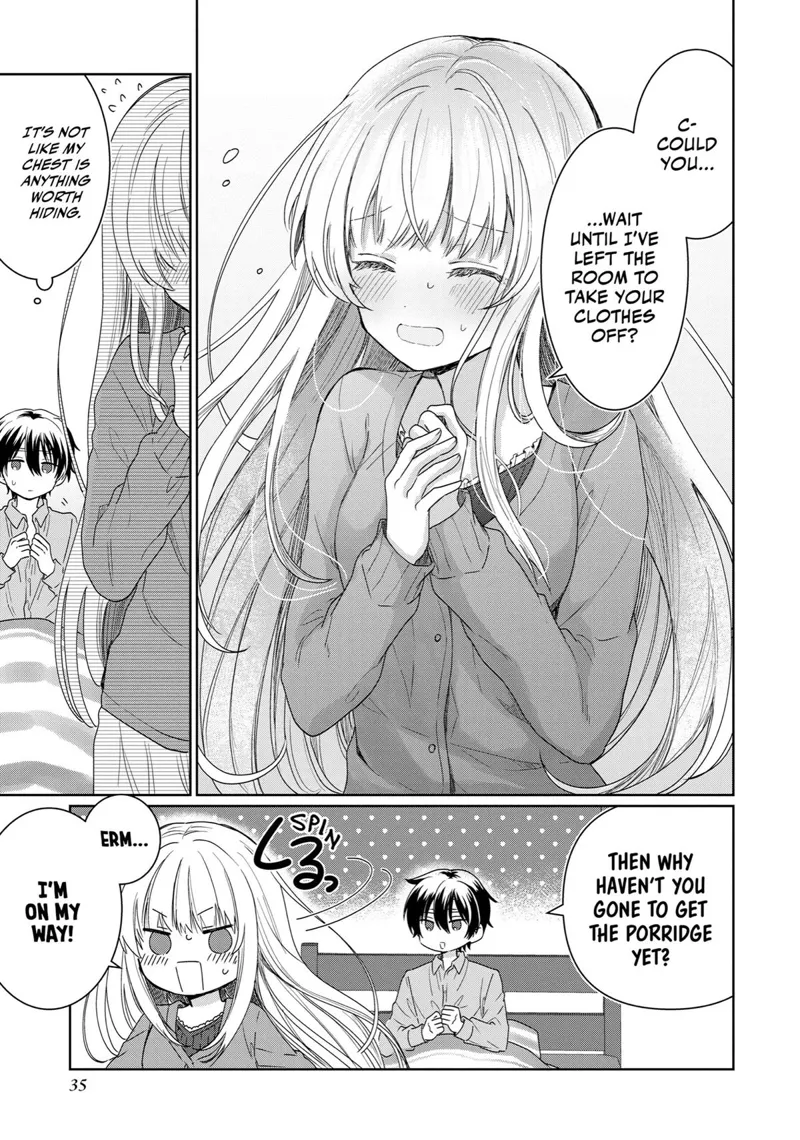 C-
COULD
YOU...
...WAIT
UNTIL I'VE
LEFT THE
ROOM TO
TAKE YOUR
CLOTHES
OFF?
IT'S NOT
LIKE MY
CHEST IS
ANYTHING
WORTH
HIDING.
THEN WHY
HAVEN'T YOU
GONE TO GET
THE PORRIDGE
YET?
SPIN
くるっ
ERM...
I'M
ON MY
WAY!
35